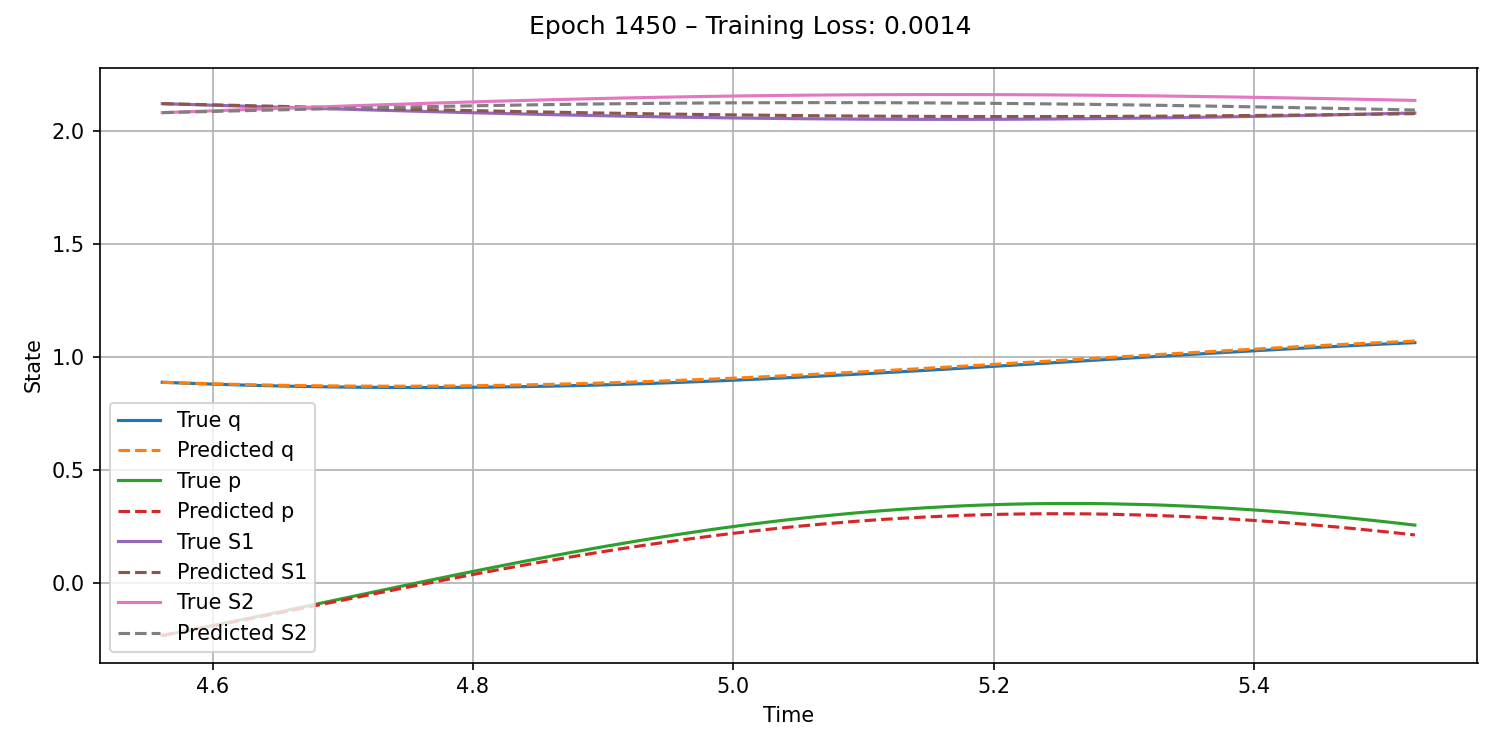 Epoch 1450 – Training Loss: 0.0014
State
2.0
1.5
1.0
0.5
0.0
True q
Predicted q
True p
Predicted p
True S1
Predicted S1
True S2
Predicted S2
4.6 4.8 5.0 5.2 5.4
Time